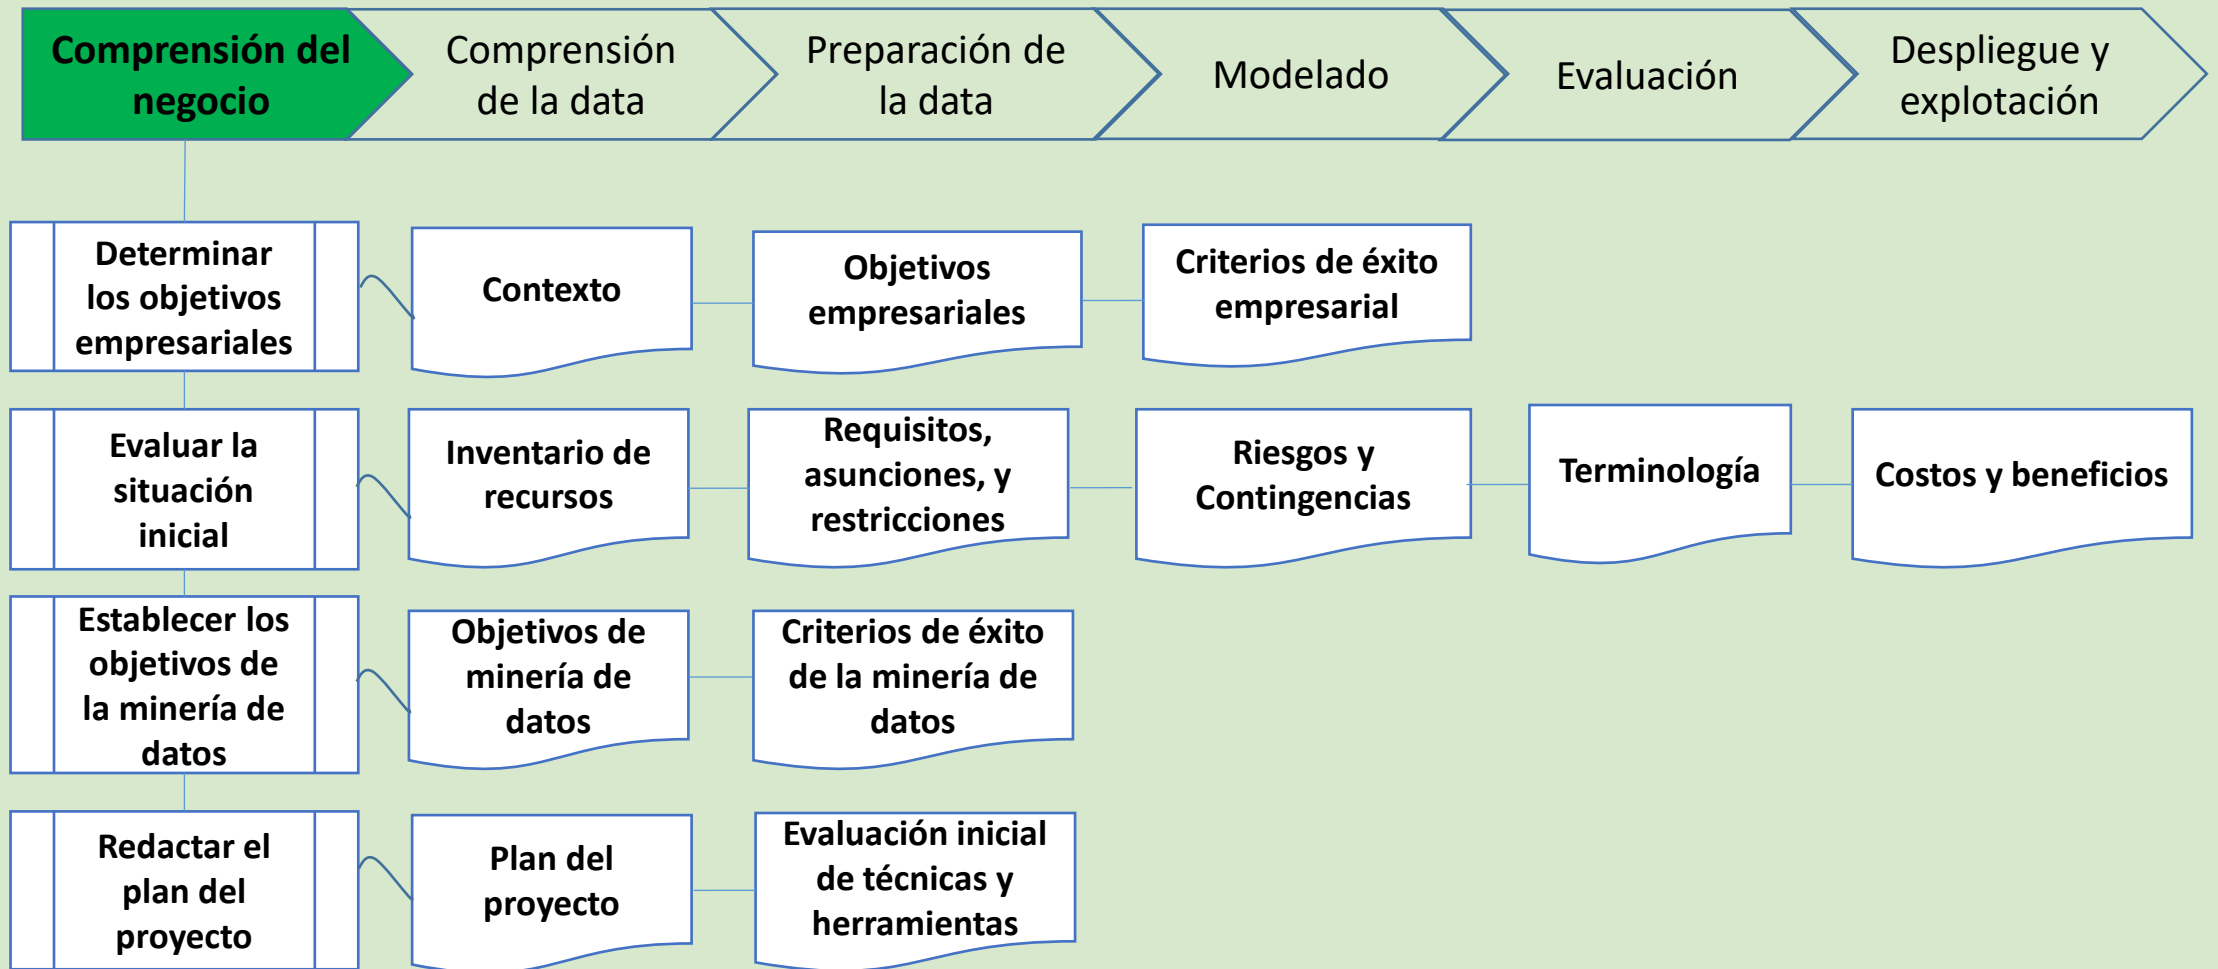 Comprensión del
negocio
Comprensión
de la data
Preparación de
la data
Modelado
Evaluación
Despliegue y
explotación
Determinar
los objetivos
empresariales
Contexto
Objetivos
empresariales
Criterios de éxito
empresarial
Evaluar la
situación
inicial
Inventario de
recursos
Requisitos,
asunciones, y
restricciones
Riesgos y
Contingencias
Terminología
Costos y beneficios
Establecer los
objetivos de
la minería de
datos
Objetivos de
minería de
datos
Criterios de éxito
de la minería de
datos
Redactar el
plan del
proyecto
Plan del
proyecto
Evaluación inicial
de técnicas y
herramientas